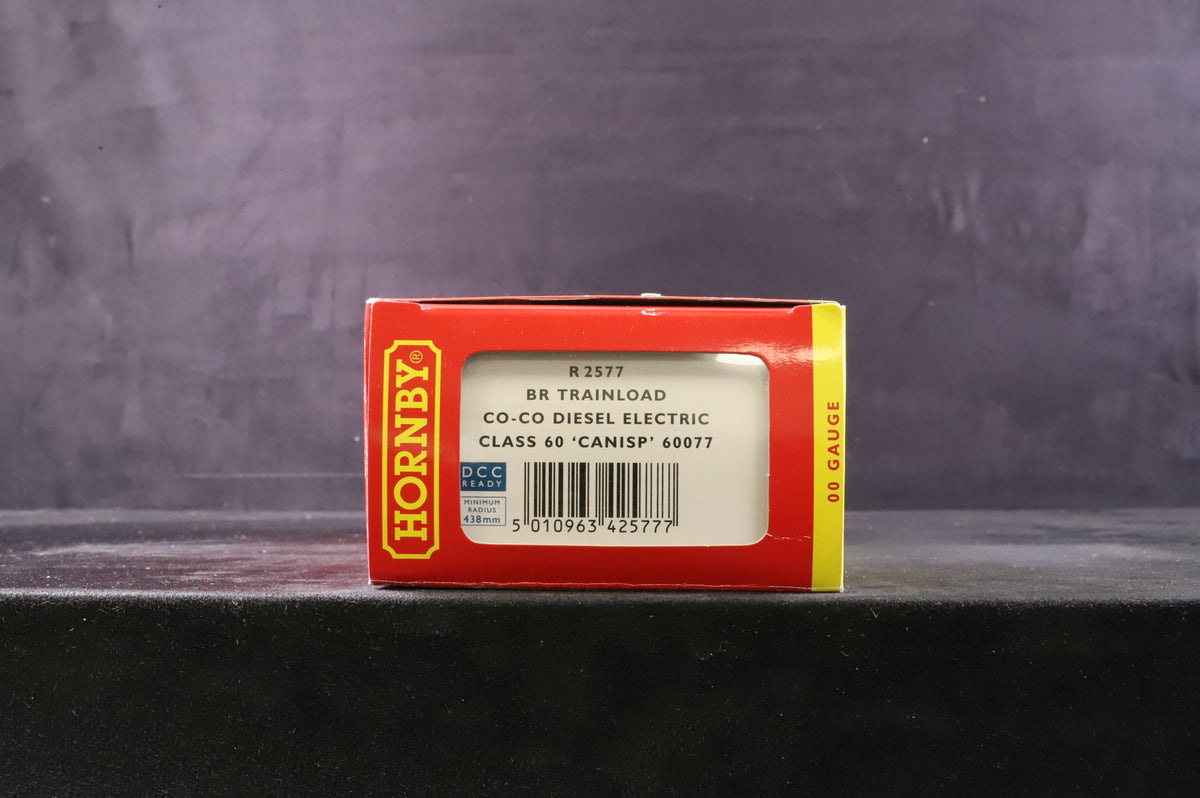 HORNBY®
R 2577
BR TRAINLOAD
CO-CO DIESEL ELECTRIC
CLASS 60 ‘CANISP’ 60077
DCC
READY
MINIMUM
RADIUS
438mm
5 010963 425777
00 GAUGE